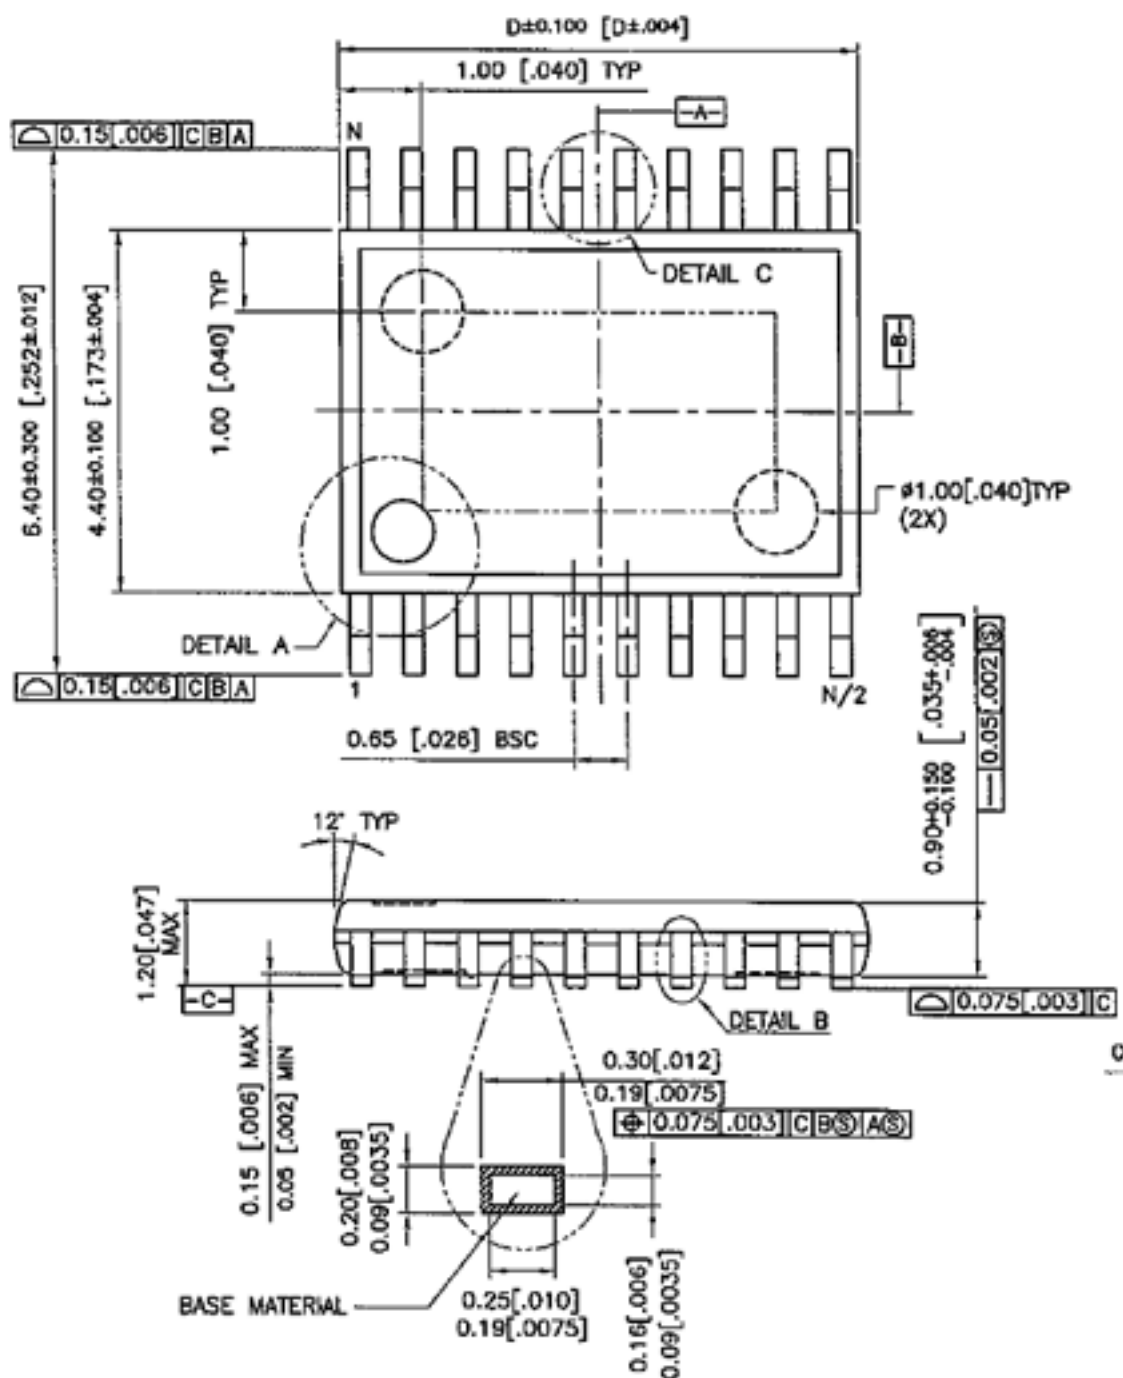 D±0.100 [D±.004]
1.00 [.040] TYP
-A-
⌓ 0.15[.006] C B A
N
DETAIL C
1.00 [.040] TYP
-B-
6.40±0.300 [.252±.012]
4.40±0.100 [.173±.004]
ø1.00[.040]TYP
(2X)
DETAIL A
⌓ 0.15[.006] C B A
1
N/2
0.65 [.026] BSC
0.90+0.150 -0.100 [.035+.006 -.004]
— 0.05[.002 Ⓢ
12° TYP
1.20[.047]
MAX
-C-
⌓ 0.075[.003] C
DETAIL B
0.15 [.006] MAX
0.05 [.002] MIN
0.30[.012]
0.19[.0075]
⌖ 0.075[.003] C BⓈ AⓈ
0.20[.008]
0.09[.0035]
BASE MATERIAL
0.25[.010]
0.19[.0075]
0.16[.006]
0.09[.0035]